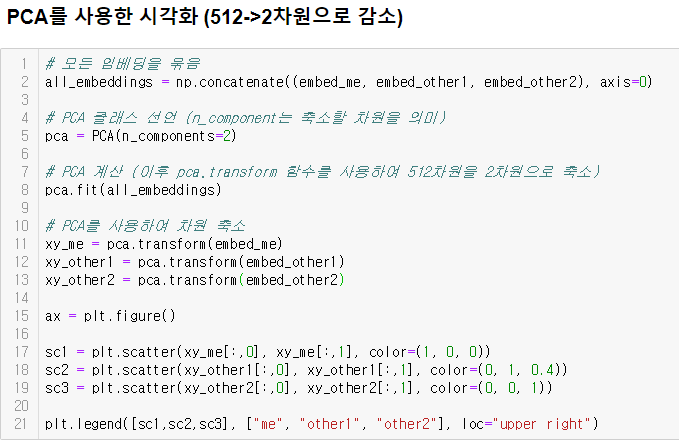 PCA를 사용한 시각화 (512->2차원으로 감소)
1 # 모든 임베딩을 묶음
2 all_embeddings = np.concatenate((embed_me, embed_other1, embed_other2), axis=0)
3
4 # PCA 클래스 선언 (n_component는 축소할 차원을 의미)
5 pca = PCA(n_components=2)
6
7 # PCA 계산 (이후 pca.transform 함수를 사용하여 512차원을 2차원으로 축소)
8 pca.fit(all_embeddings)
9
10 # PCA를 사용하여 차원 축소
11 xy_me = pca.transform(embed_me)
12 xy_other1 = pca.transform(embed_other1)
13 xy_other2 = pca.transform(embed_other2)
14
15 ax = plt.figure()
16
17 sc1 = plt.scatter(xy_me[:,0], xy_me[:,1], color=(1, 0, 0))
18 sc2 = plt.scatter(xy_other1[:,0], xy_other1[:,1], color=(0, 1, 0.4))
19 sc3 = plt.scatter(xy_other2[:,0], xy_other2[:,1], color=(0, 0, 1))
20
21 plt.legend([sc1,sc2,sc3], ["me", "other1", "other2"], loc="upper right")